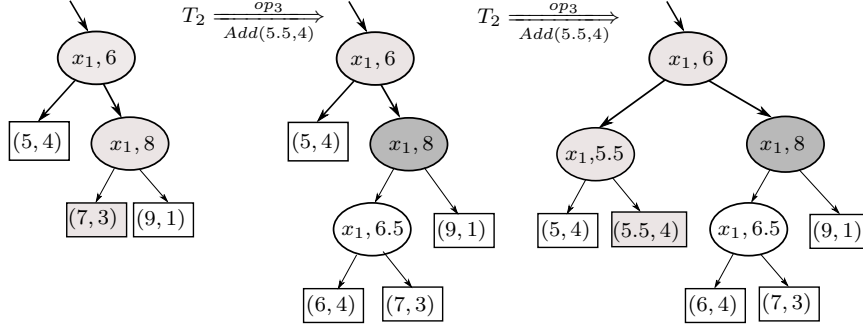 T₂ op₃ T₂ op₃
Add(5.5,4) Add(5.5,4)
x₁, 6 x₁, 6 x₁, 6
(5, 4) x₁, 8 (5, 4) x₁, 8 x₁,5.5 x₁, 8
(7, 3) (9, 1) x₁, 6.5 (9, 1) (5, 4) (5.5, 4) x₁, 6.5 (9, 1)
(6, 4) (7, 3) (6, 4) (7, 3)